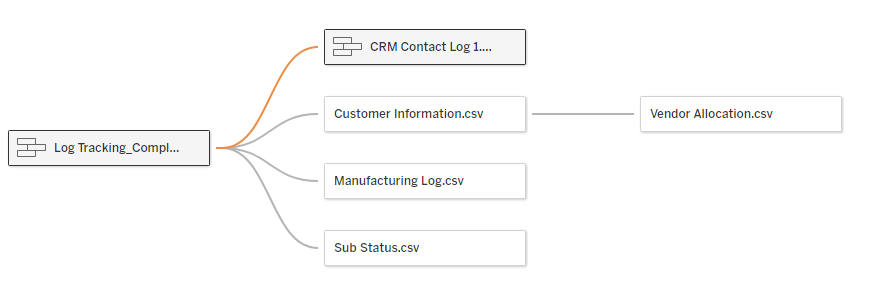 CRM Contact Log 1....
Customer Information.csv
Vendor Allocation.csv
Log Tracking_Compl...
Manufacturing Log.csv
Sub Status.csv